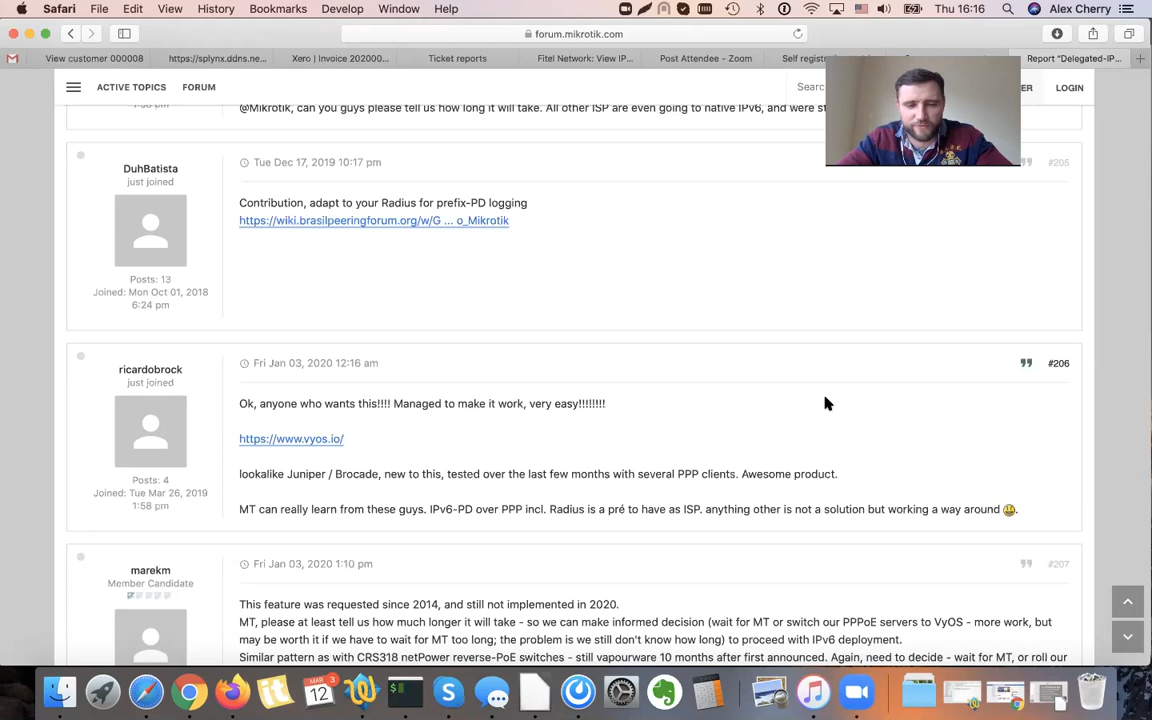 Safari File Edit View History Bookmarks Develop Window Help Thu 16:16 Alex Cherry
forum.mikrotik.com
View customer 000008 https://splynx.ddns.ne... Xero | Invoice 202000... Ticket reports Fitel Network: View IP... Post Attendee - Zoom Self regist Report "Delegated-IP...
ACTIVE TOPICS FORUM Searc ER LOGIN
@Mikrotik, can you guys please tell us how long it will take. All other ISP are even going to native IPv6, and were st
DuhBatista
just joined
Posts: 13
Joined: Mon Oct 01, 2018
6:24 pm
Tue Dec 17, 2019 10:17 pm
#205
Contribution, adapt to your Radius for prefix-PD logging
https://wiki.brasilpeeringforum.org/w/G ... o_Mikrotik
ricardobrock
just joined
Posts: 4
Joined: Tue Mar 26, 2019
1:58 pm
Fri Jan 03, 2020 12:16 am
#206
Ok, anyone who wants this!!!! Managed to make it work, very easy!!!!!!!!
https://www.vyos.io/
lookalike Juniper / Brocade, new to this, tested over the last few months with several PPP clients. Awesome product.
MT can really learn from these guys. IPv6-PD over PPP incl. Radius is a pré to have as ISP. anything other is not a solution but working a way around
marekm
Member Candidate
Fri Jan 03, 2020 1:10 pm
#207
This feature was requested since 2014, and still not implemented in 2020.
MT, please at least tell us how much longer it will take - so we can make informed decision (wait for MT or switch our PPPoE servers to VyOS - more work, but
may be worth it if we have to wait for MT too long; the problem is we still don't know how long) to proceed with IPv6 deployment.
Similar pattern as with CRS318 netPower reverse-PoE switches - still vapourware 10 months after first announced. Again, need to decide - wait for MT, or roll our
MAR
12
3